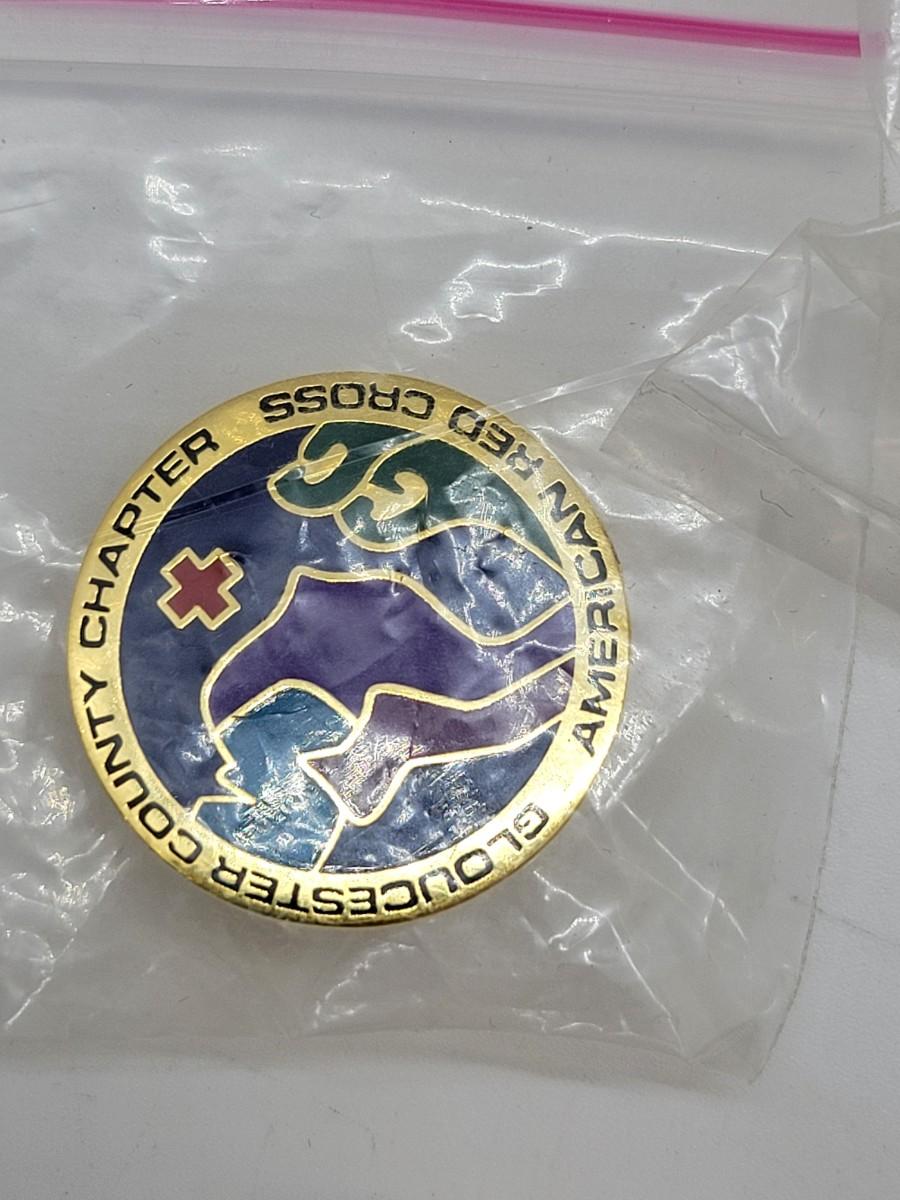 AMERICAN RED CROSS
GLOUCESTER COUNTY CHAPTER